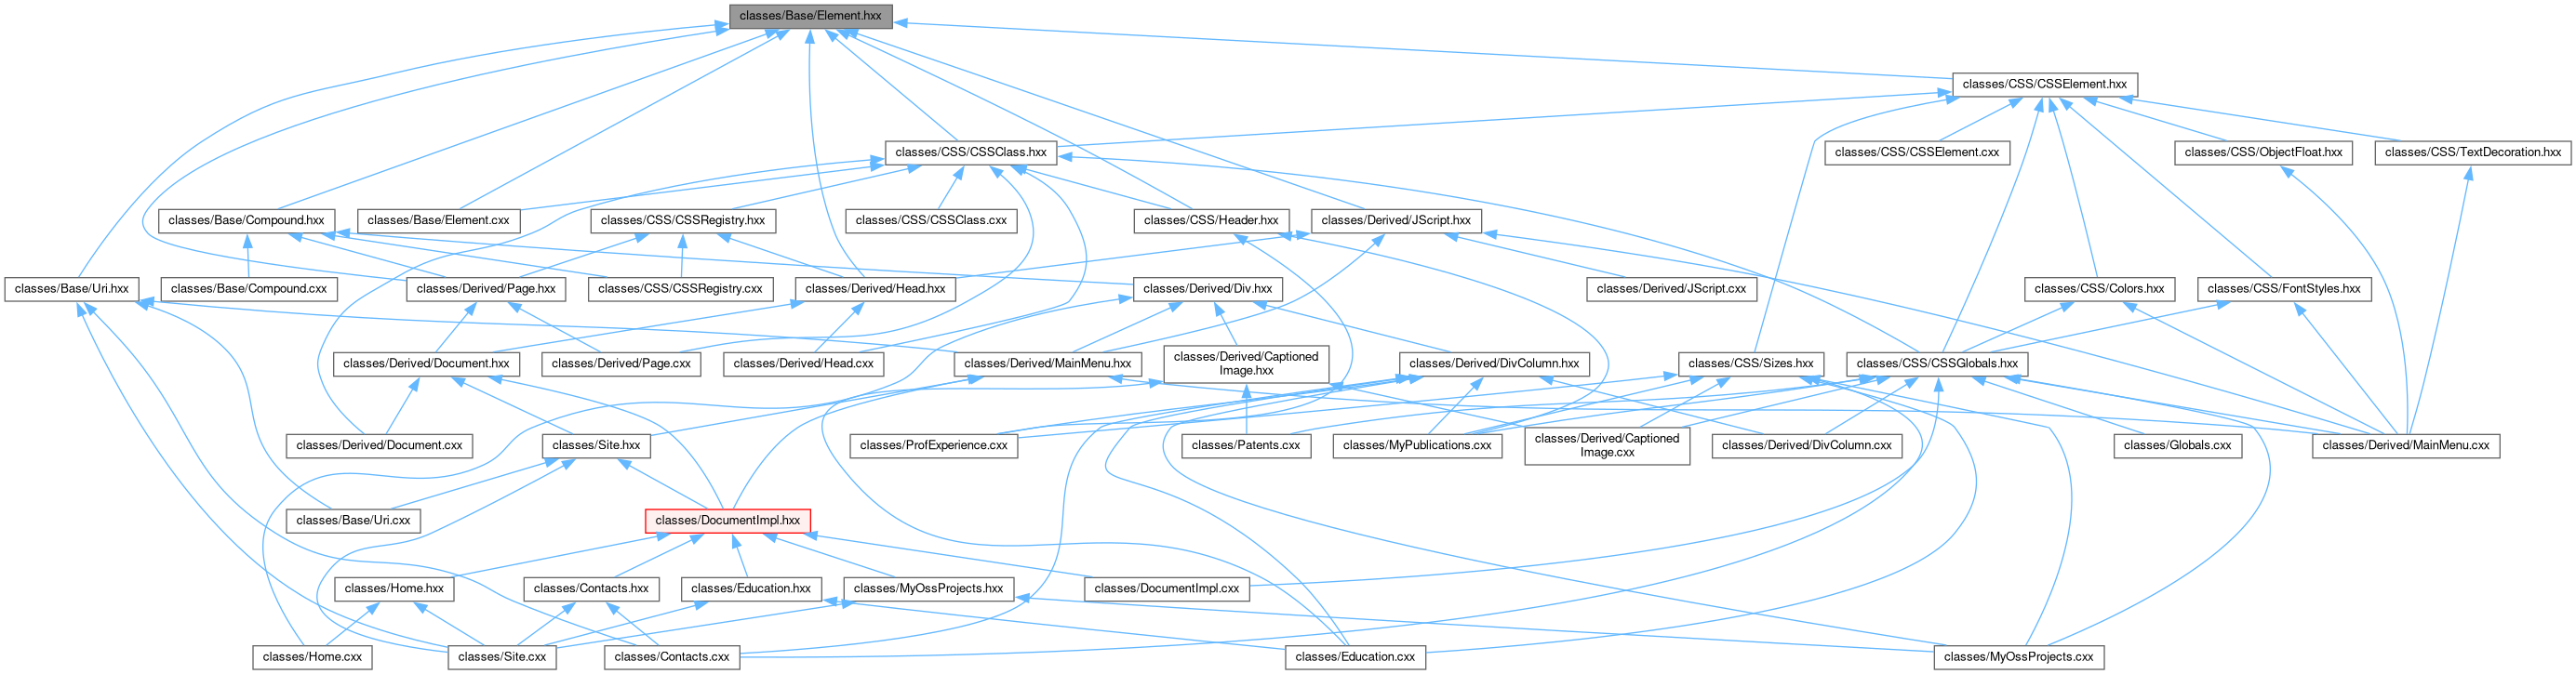 classes/Base/Element.hxx
classes/CSS/CSSElement.hxx
classes/CSS/CSSClass.hxx
classes/CSS/CSSElement.cxx
classes/CSS/ObjectFloat.hxx
classes/CSS/TextDecoration.hxx
classes/Base/Compound.hxx
classes/Base/Element.cxx
classes/CSS/CSSRegistry.hxx
classes/CSS/CSSClass.cxx
classes/CSS/Header.hxx
classes/Derived/JScript.hxx
classes/Base/Uri.hxx
classes/Base/Compound.cxx
classes/Derived/Page.hxx
classes/CSS/CSSRegistry.cxx
classes/Derived/Head.hxx
classes/Derived/Div.hxx
classes/Derived/JScript.cxx
classes/CSS/Colors.hxx
classes/CSS/FontStyles.hxx
classes/Derived/Document.hxx
classes/Derived/Page.cxx
classes/Derived/Head.cxx
classes/Derived/MainMenu.hxx
classes/Derived/Captioned
Image.hxx
classes/Derived/DivColumn.hxx
classes/CSS/Sizes.hxx
classes/CSS/CSSGlobals.hxx
classes/Derived/Document.cxx
classes/Site.hxx
classes/ProfExperience.cxx
classes/Patents.cxx
classes/MyPublications.cxx
classes/Derived/Captioned
Image.cxx
classes/Derived/DivColumn.cxx
classes/Globals.cxx
classes/Derived/MainMenu.cxx
classes/Base/Uri.cxx
classes/DocumentImpl.hxx
classes/Home.hxx
classes/Contacts.hxx
classes/Education.hxx
classes/MyOssProjects.hxx
classes/DocumentImpl.cxx
classes/Home.cxx
classes/Site.cxx
classes/Contacts.cxx
classes/Education.cxx
classes/MyOssProjects.cxx